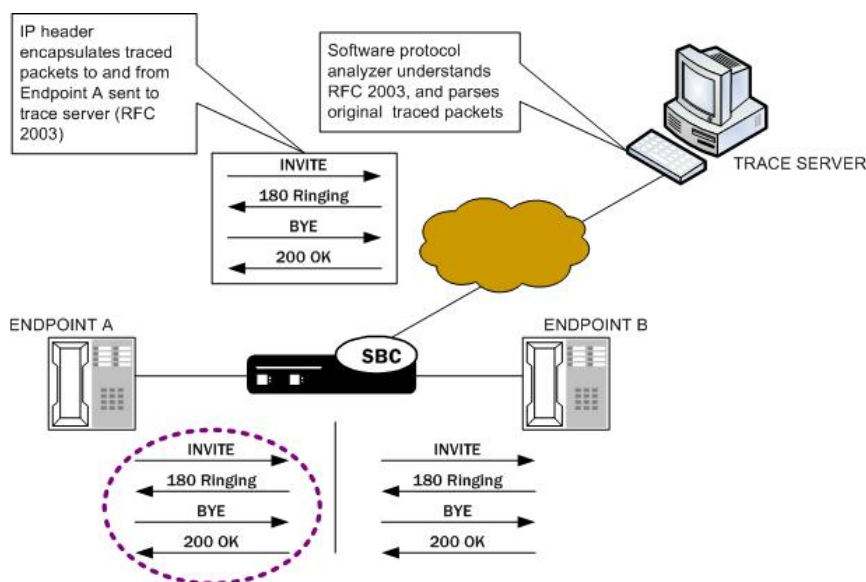 IP header
encapsulates traced
packets to and from
Endpoint A sent to
trace server (RFC
2003)
Software protocol
analyzer understands
RFC 2003, and parses
original traced packets
TRACE SERVER
INVITE
180 Ringing
BYE
200 OK
ENDPOINT A
SBC
ENDPOINT B
INVITE
180 Ringing
BYE
200 OK
INVITE
180 Ringing
BYE
200 OK